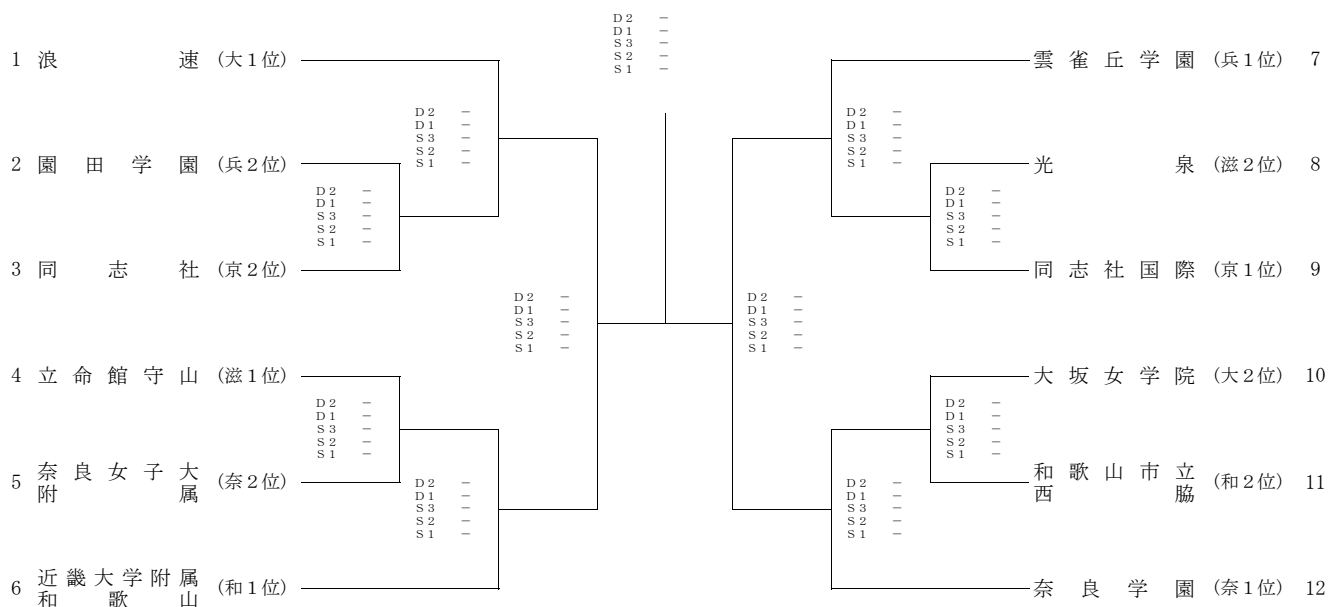 D2 −
D1 −
S3 −
S2 −
S1 −
1 浪速 (大1位)
D2 −
D1 −
S3 −
S2 −
S1 −
2 園田学園 (兵2位)
D2 −
D1 −
S3 −
S2 −
S1 −
3 同志社 (京2位)
D2 −
D1 −
S3 −
S2 −
S1 −
4 立命館守山 (滋1位)
D2 −
D1 −
S3 −
S2 −
S1 −
5 奈良女子大
附属 (奈2位)
D2 −
D1 −
S3 −
S2 −
S1 −
6 近畿大学附属
和歌山 (和1位)
雲雀丘学園 (兵1位) 7
D2 −
D1 −
S3 −
S2 −
S1 −
光泉 (滋2位) 8
D2 −
D1 −
S3 −
S2 −
S1 −
同志社国際 (京1位) 9
D2 −
D1 −
S3 −
S2 −
S1 −
大坂女学院 (大2位) 10
D2 −
D1 −
S3 −
S2 −
S1 −
和歌山市立
西脇 (和2位) 11
D2 −
D1 −
S3 −
S2 −
S1 −
奈良学園 (奈1位) 12